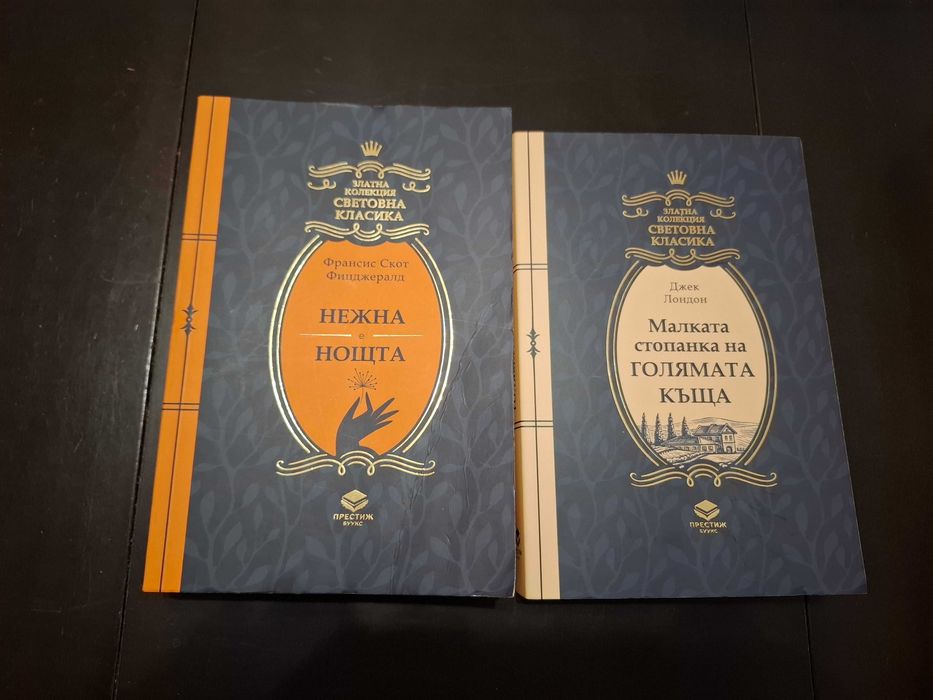 ЗЛАТНА
КОЛЕКЦИЯ
СВЕТОВНА
КЛАСИКА
Франсис Скот
Фицджералд
НЕЖНА
е
НОЩТА
ПРЕСТИЖ
БУУКС
ЗЛАТНА
КОЛЕКЦИЯ
СВЕТОВНА
КЛАСИКА
Джек
Лондон
Малката
стопанка на
ГОЛЯМАТА
КЪЩА
ПРЕСТИЖ
БУУКС